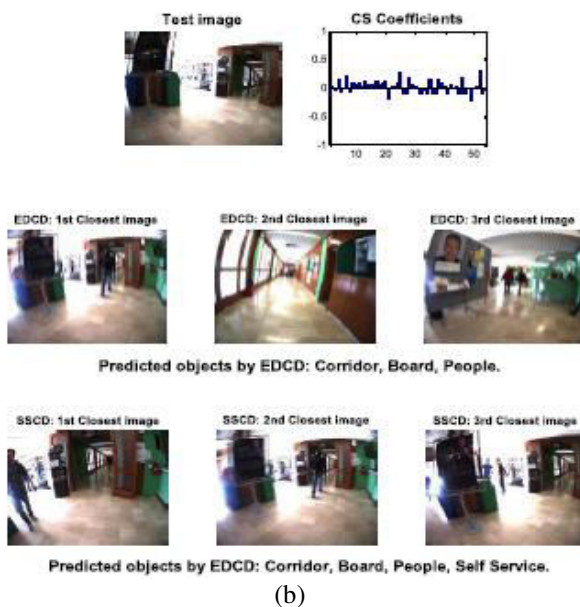 Test image
CS Coefficients
1
0.5
0
-0.5
-1
10 20 30 40 50
EDCD: 1st Closest image
EDCD: 2nd Closest image
EDCD: 3rd Closest image
Predicted objects by EDCD: Corridor, Board, People.
SSCD: 1st Closest image
SSCD: 2nd Closest image
SSCD: 3rd Closest image
Predicted objects by EDCD: Corridor, Board, People, Self Service.
(b)